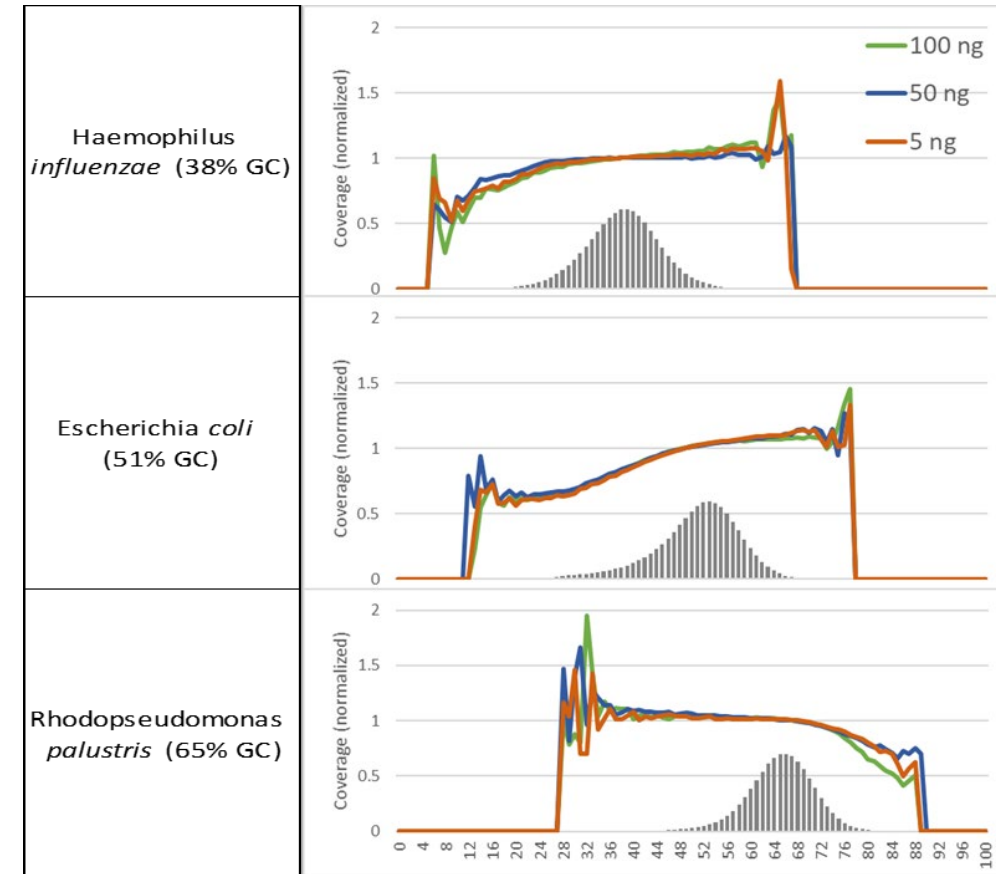 Haemophilus
influenzae (38% GC)
Coverage (normalized)
2
1.5
1
0.5
0
100 ng
50 ng
5 ng
Escherichia coli
(51% GC)
Coverage (normalized)
2
1.5
1
0.5
0
Rhodopseudomonas
palustris (65% GC)
Coverage (normalized)
2
1.5
1
0.5
0
0 4 8 12 16 20 24 28 32 36 40 44 48 52 56 60 64 68 72 76 80 84 88 92 96 100